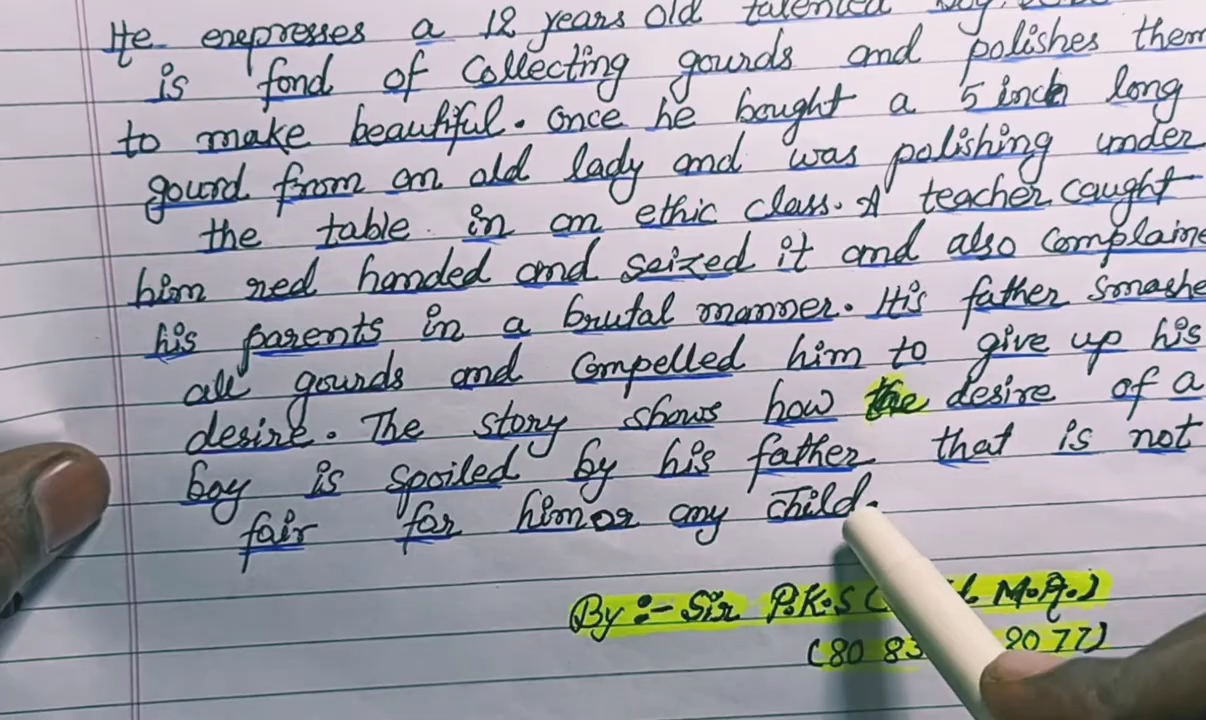 He expresses a 12 years old talented boy
is fond of collecting gourds and polishes them
to make beautiful. Once he bought a 5 inch long
gourd from an old lady and was polishing under
the table in an ethic class. A teacher caught
him red handed and seized it and also complaine
his parents in a brutal manner. His father smashe
all gourds and compelled him to give up his
desire. The story shows how the desire of a
boy is spoiled by his father that is not
fair for him or any child.
By :- Sir P.K.S ( M.A.)
(80 83 80 77)